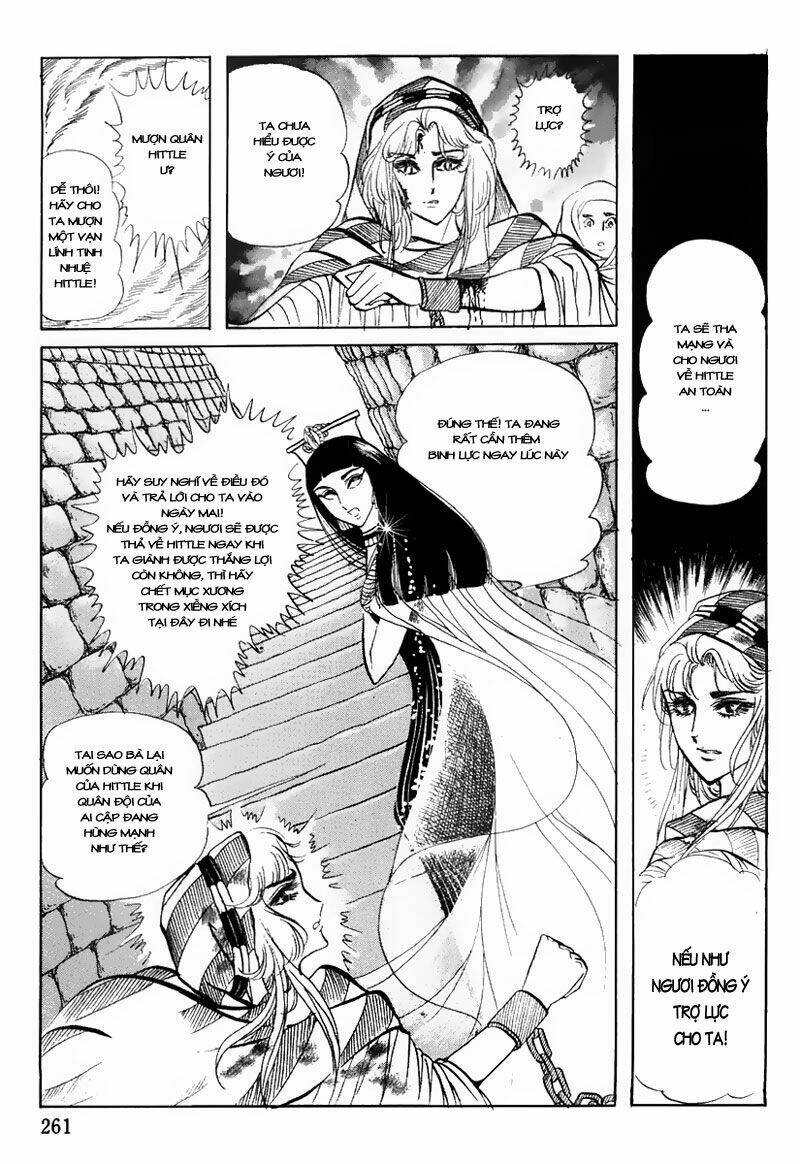 TA SẼ THA
MẠNG VÀ
CHO NGƯƠI
VỀ HITTLE
AN TOÀN
...
NẾU NHƯ
NGƯƠI ĐỒNG Ý
TRỢ LỰC
CHO TA!
TRỢ
LỰC?
TA CHƯA
HIỂU ĐƯỢC
Ý CỦA
NGƯƠI!
MƯỢN QUÂN
HITTLE
Ư?
DỄ THÔI!
HÃY CHO
TA MƯỢN
MỘT VẠN
LÍNH TINH
NHUỆ
HITTLE!
ĐÚNG THẾ! TA ĐANG
RẤT CẦN THÊM
BINH LỰC NGAY LÚC NÀY
HÃY SUY NGHĨ VỀ ĐIỀU ĐÓ
VÀ TRẢ LỜI CHO TA VÀO
NGÀY MAI!
NẾU ĐỒNG Ý, NGƯƠI SẼ ĐƯỢC
THẢ VỀ HITTLE NGAY KHI
TA GIÀNH ĐƯỢC THẮNG LỢI
CÒN KHÔNG, THÌ HÃY
CHẾT MỤC XƯƠNG
TRONG XIỀNG XÍCH
TẠI ĐÂY ĐI NHÉ
TẠI SAO BÀ LẠI
MUỐN DÙNG QUÂN
CỦA HITTLE KHI
QUÂN ĐỘI CỦA
AI CẬP ĐANG
HÙNG MẠNH
NHƯ THẾ?
261